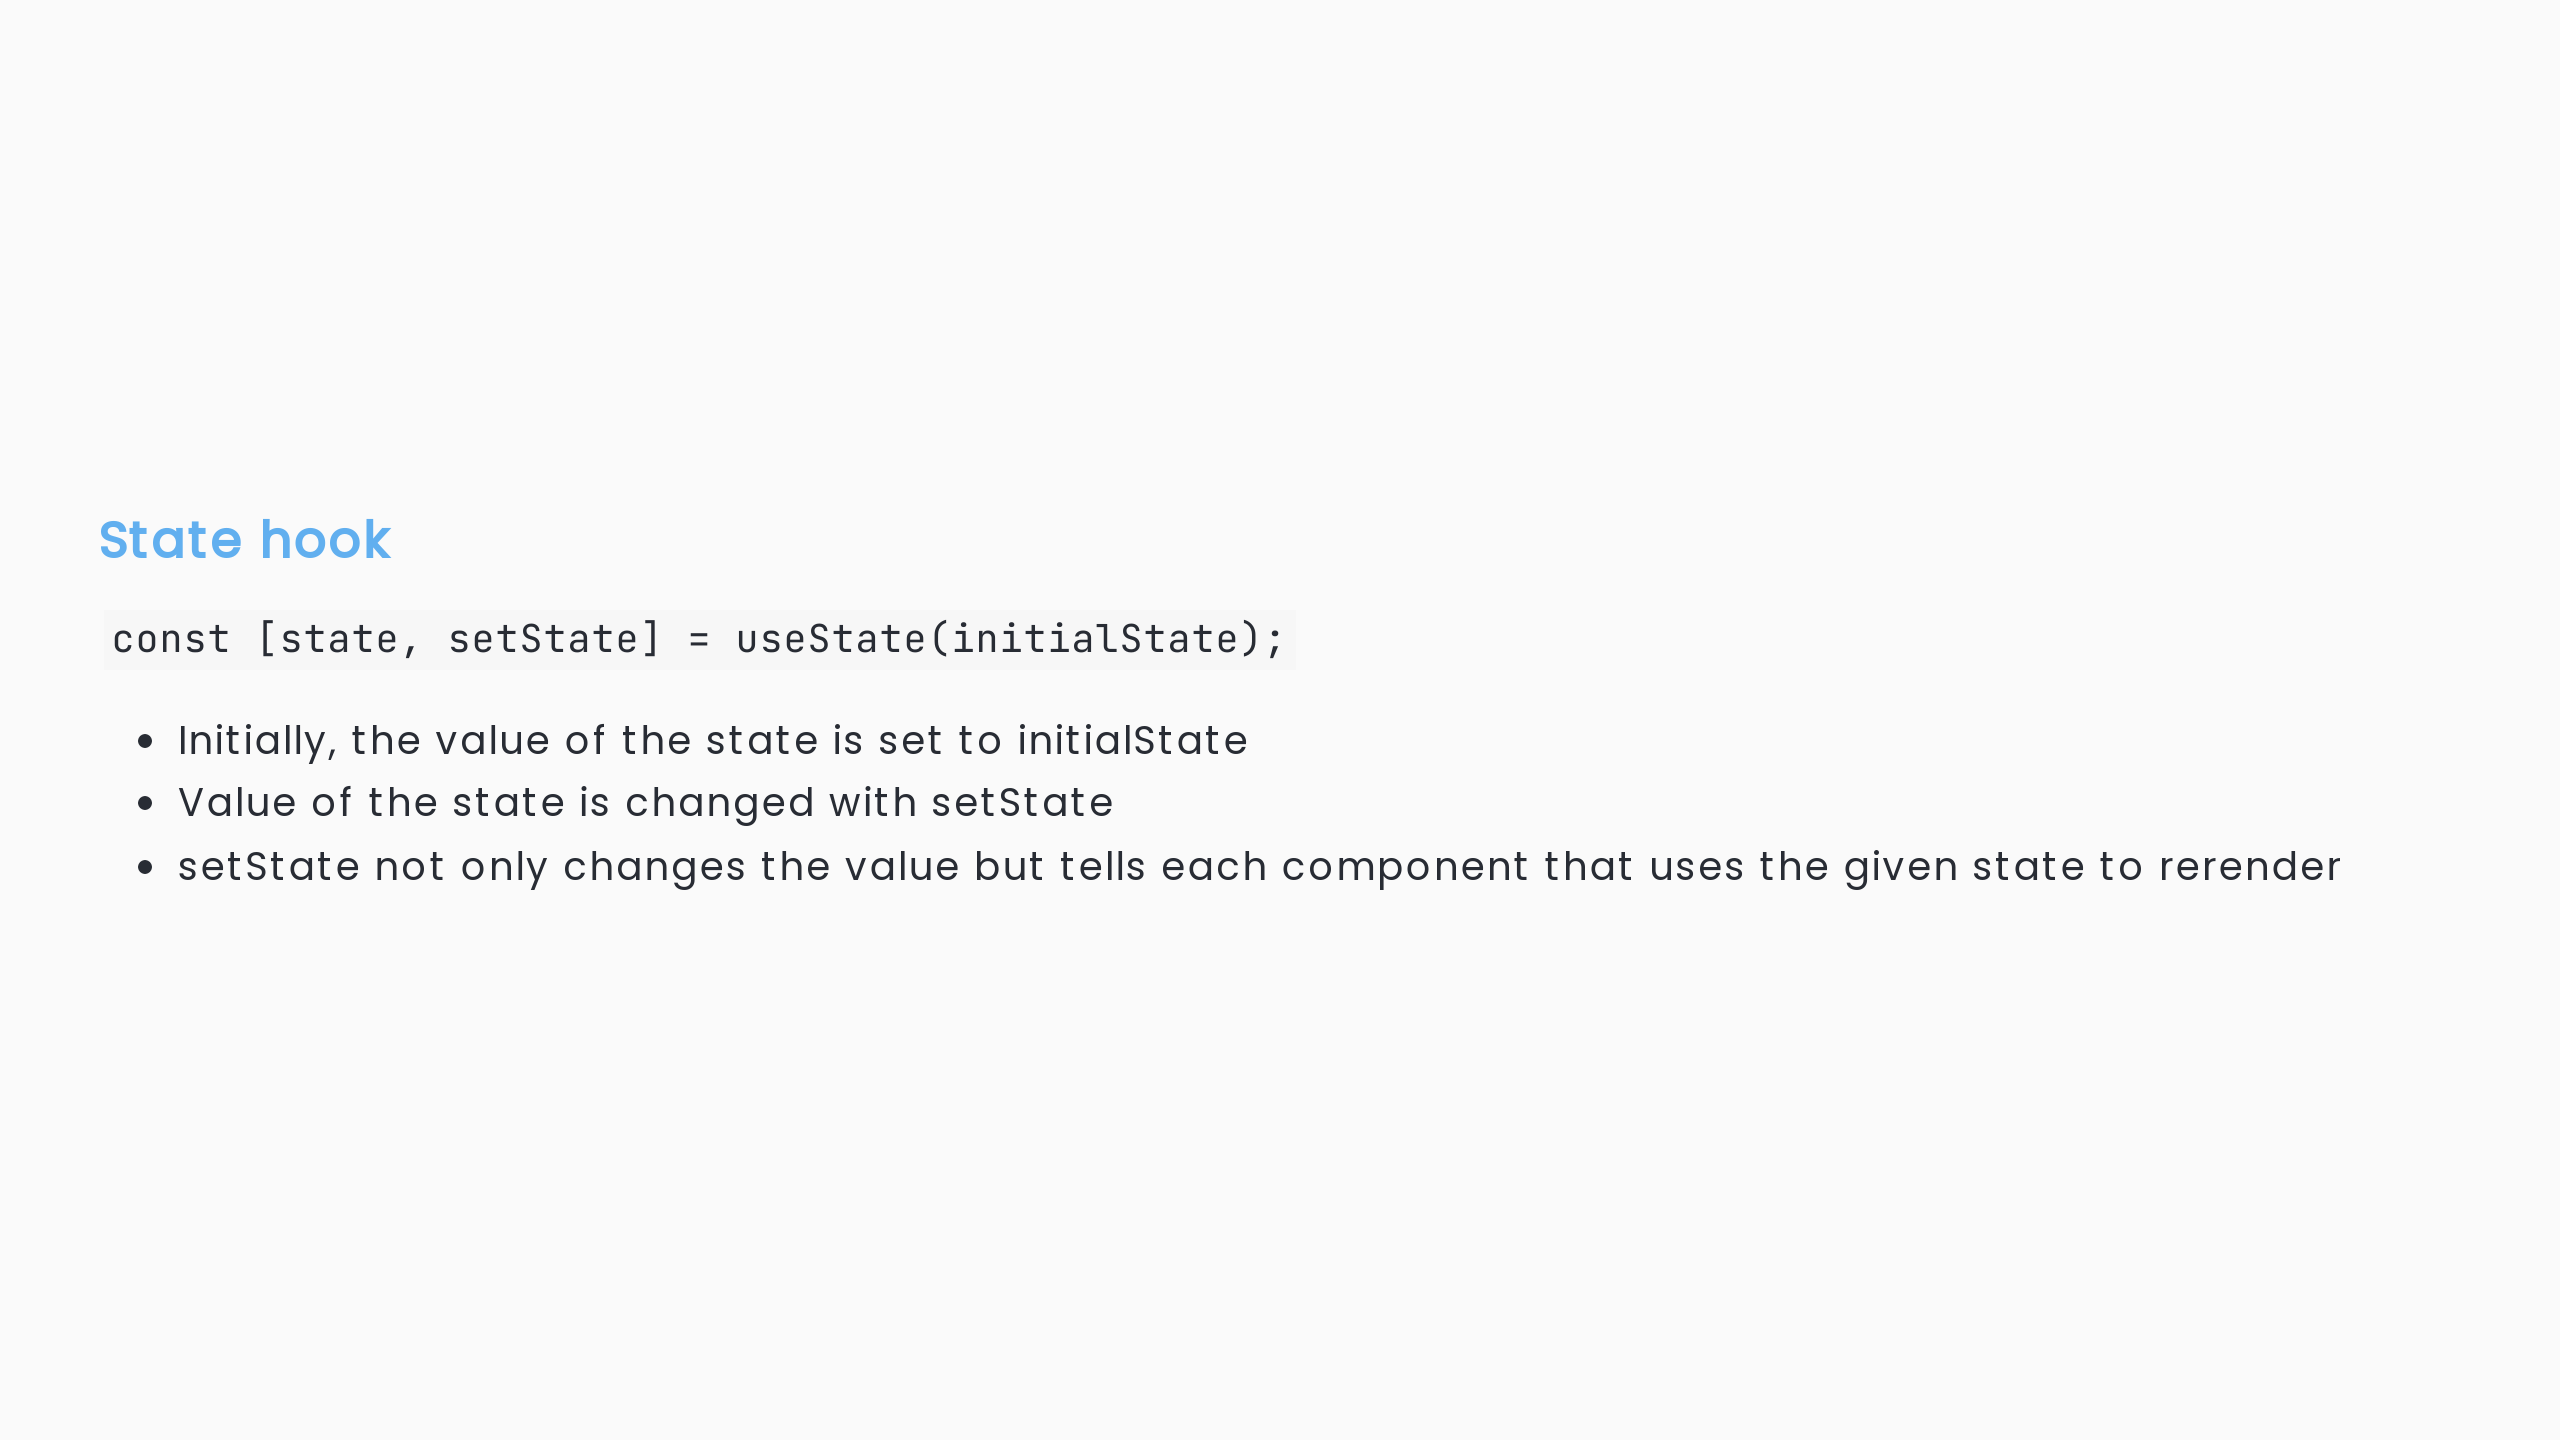 State hook
const [state, setState] = useState(initialState);
• Initially, the value of the state is set to initialState
• Value of the state is changed with setState
• setState not only changes the value but tells each component that uses the given state to rerender